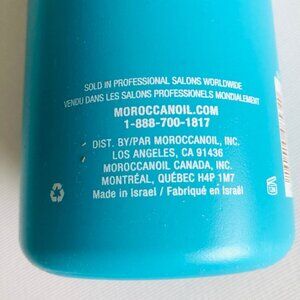 SOLD IN PROFESSIONAL SALONS WORLDWIDE
VENDU DANS LES SALONS PROFESSIONELS MONDIALEMENT
MOROCCANOIL.COM
1-888-700-1817
DIST. BY/PAR MOROCCANOIL, INC.
LOS ANGELES, CA 91436
MOROCCANOIL CANADA, INC.
MONTRÉAL, QUÉBEC H4P 1M7
Made in Israel / Fabriqué en Israël